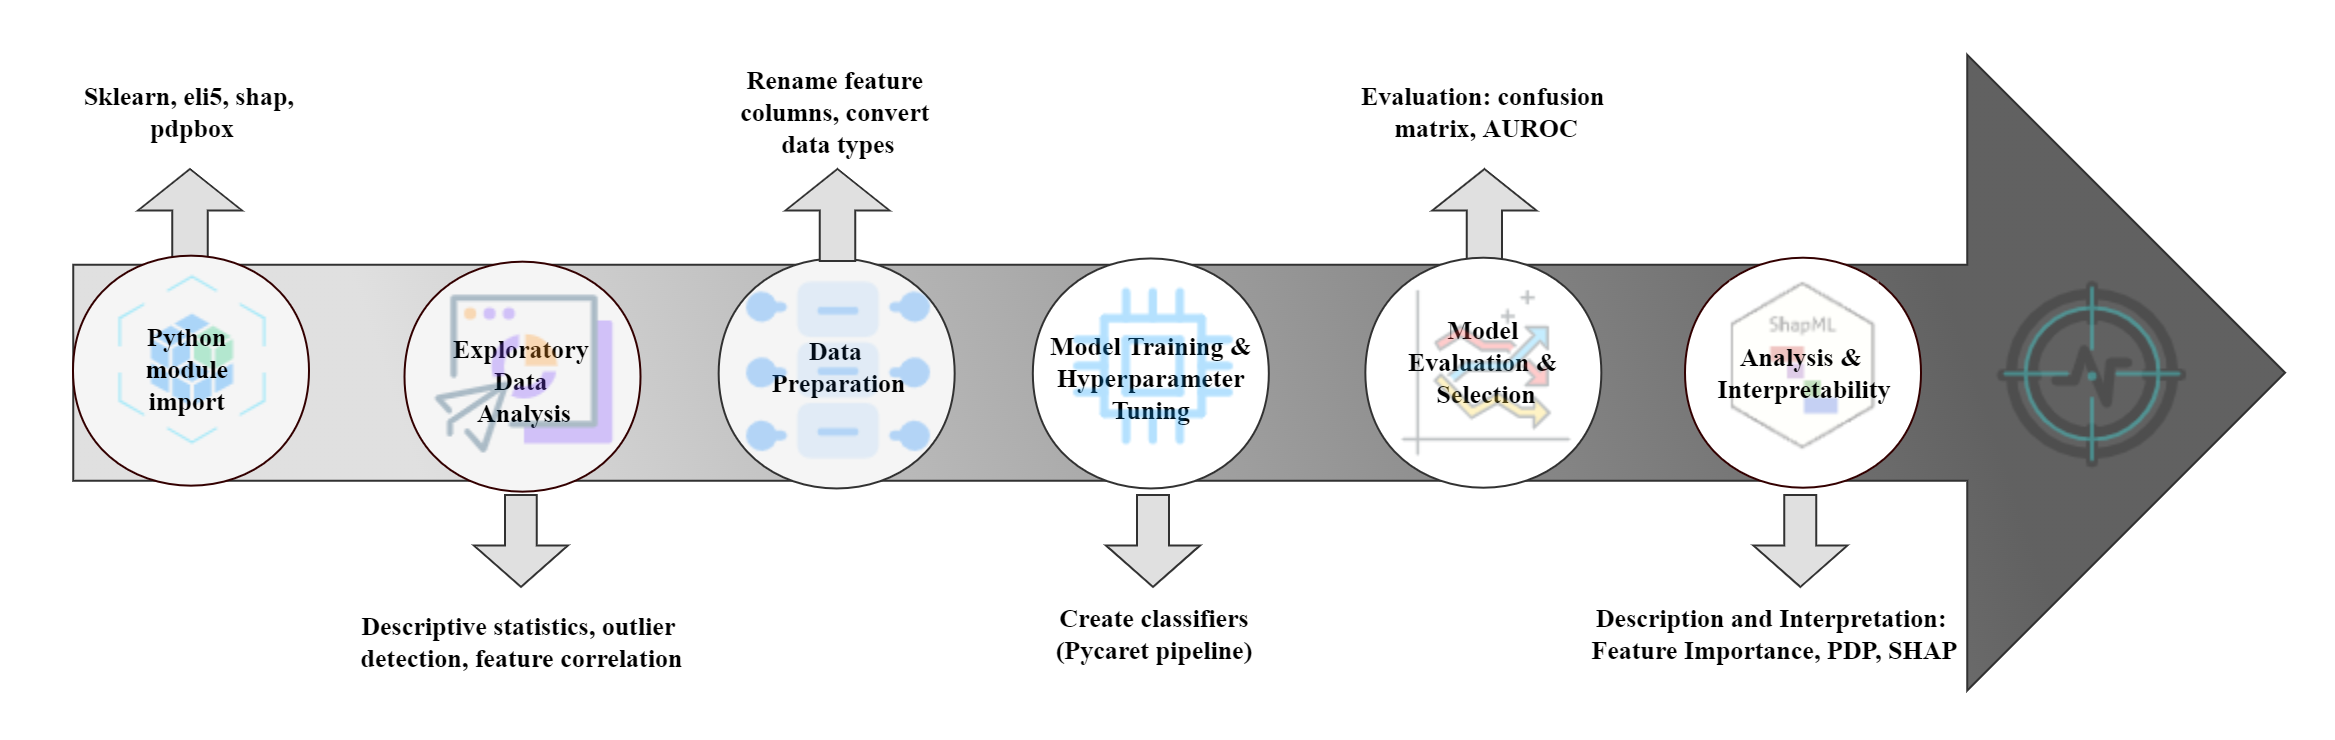 Sklearn, eli5, shap,
pdpbox
Rename feature
columns, convert
data types
Evaluation: confusion
matrix, AUROC
Python
module
import
Exploratory
Data
Analysis
Data
Preparation
Model Training &
Hyperparameter
Tuning
Model
Evaluation &
Selection
ShapML
Analysis &
Interpretability
Descriptive statistics, outlier
detection, feature correlation
Create classifiers
(Pycaret pipeline)
Description and Interpretation:
Feature Importance, PDP, SHAP